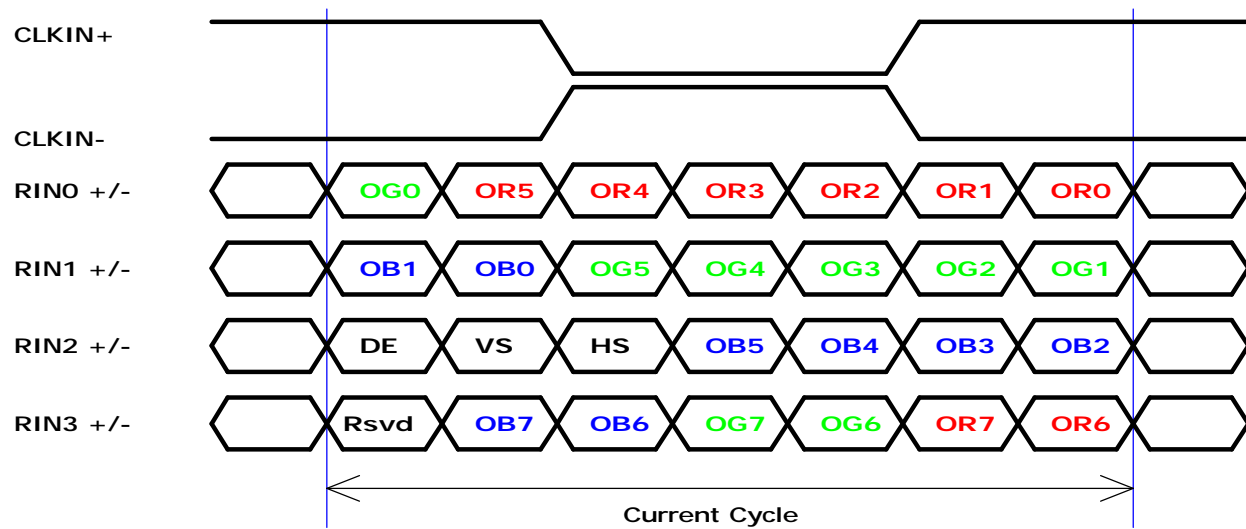 CLKIN+
CLKIN-
RIN0 +/- OG0 OR5 OR4 OR3 OR2 OR1 OR0
RIN1 +/- OB1 OB0 OG5 OG4 OG3 OG2 OG1
RIN2 +/- DE VS HS OB5 OB4 OB3 OB2
RIN3 +/- Rsvd OB7 OB6 OG7 OG6 OR7 OR6
Current Cycle